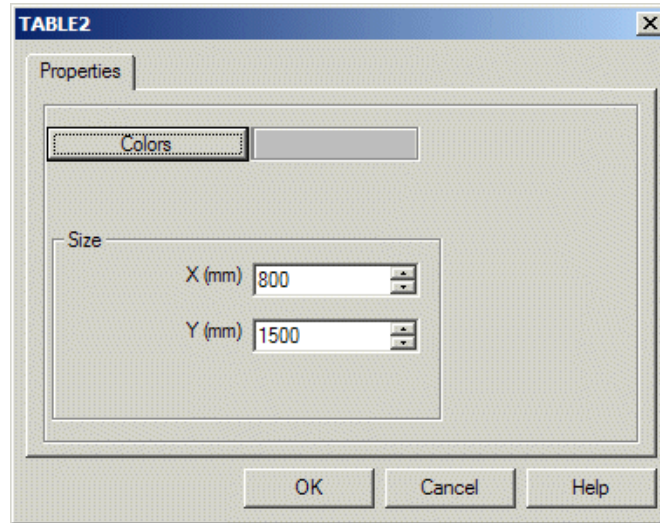 TABLE2
Properties
Colors
Size
X (mm) 800
Y (mm) 1500
OK Cancel Help